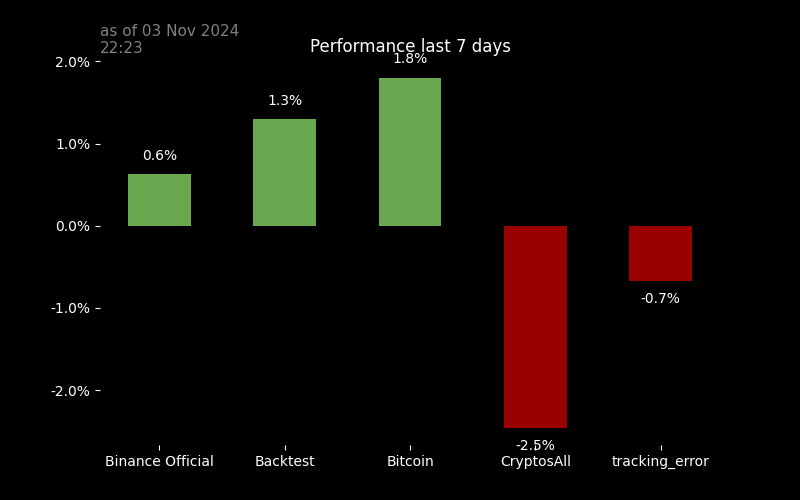 as of 03 Nov 2024
22:23
Performance last 7 days
2.0%
1.0%
0.0%
-1.0%
-2.0%
0.6%
1.3%
1.8%
-2.5%
-0.7%
Binance Official
Backtest
Bitcoin
CryptosAll
tracking_error